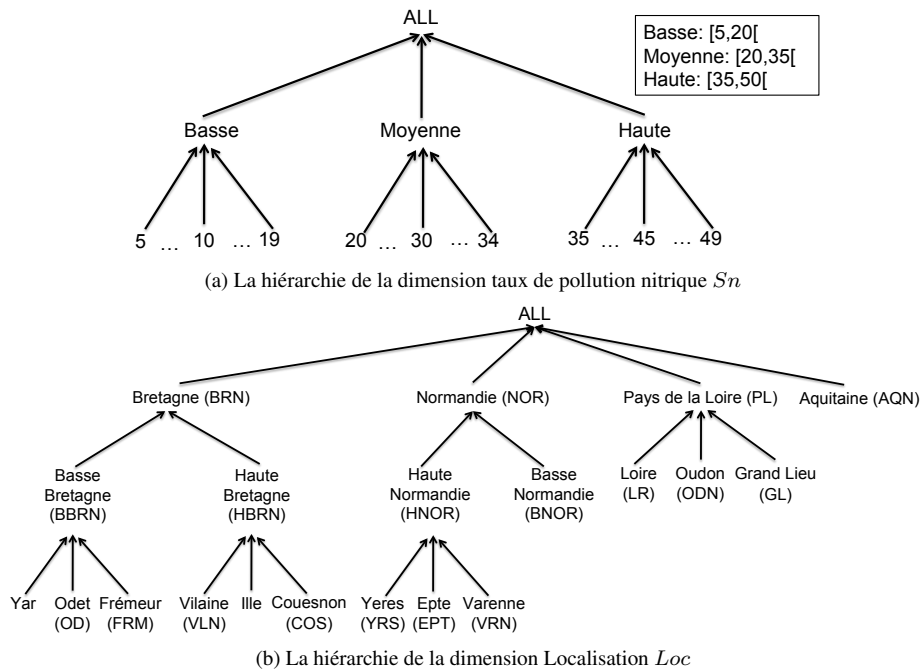 ALL
Basse: [5,20[
Moyenne: [20,35[
Haute: [35,50[
Basse Moyenne Haute
5 ... 10 ... 19 20 ... 30 ... 34 35 ... 45 ... 49
(a) La hiérarchie de la dimension taux de pollution nitrique Sn
ALL
Bretagne (BRN) Normandie (NOR) Pays de la Loire (PL) Aquitaine (AQN)
Basse
Bretagne
(BBRN)
Haute
Bretagne
(HBRN)
Haute
Normandie
(HNOR)
Basse
Normandie
(BNOR)
Loire
(LR)
Oudon
(ODN)
Grand Lieu
(GL)
Yar
Odet
(OD)
Frémeur
(FRM)
Vilaine
(VLN)
Ille
Couesnon
(COS)
Yeres
(YRS)
Epte
(EPT)
Varenne
(VRN)
(b) La hiérarchie de la dimension Localisation Loc